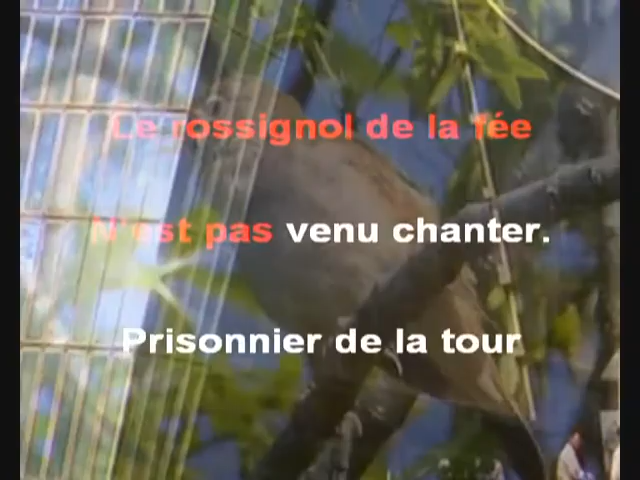 Le rossignol de la fée
N'est pas venu chanter.
Prisonnier de la tour